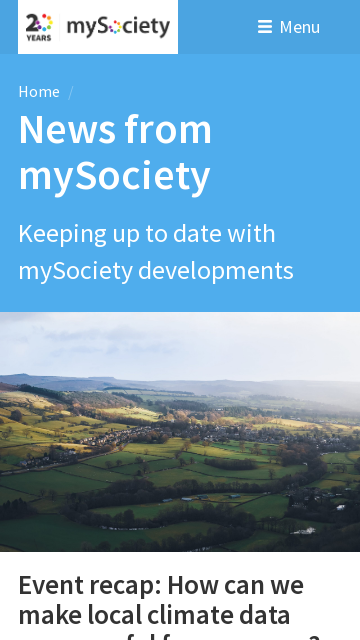 20 YEARS mySociety
Menu
Home /
News from
mySociety
Keeping up to date with
mySociety developments
Event recap: How can we
make local climate data